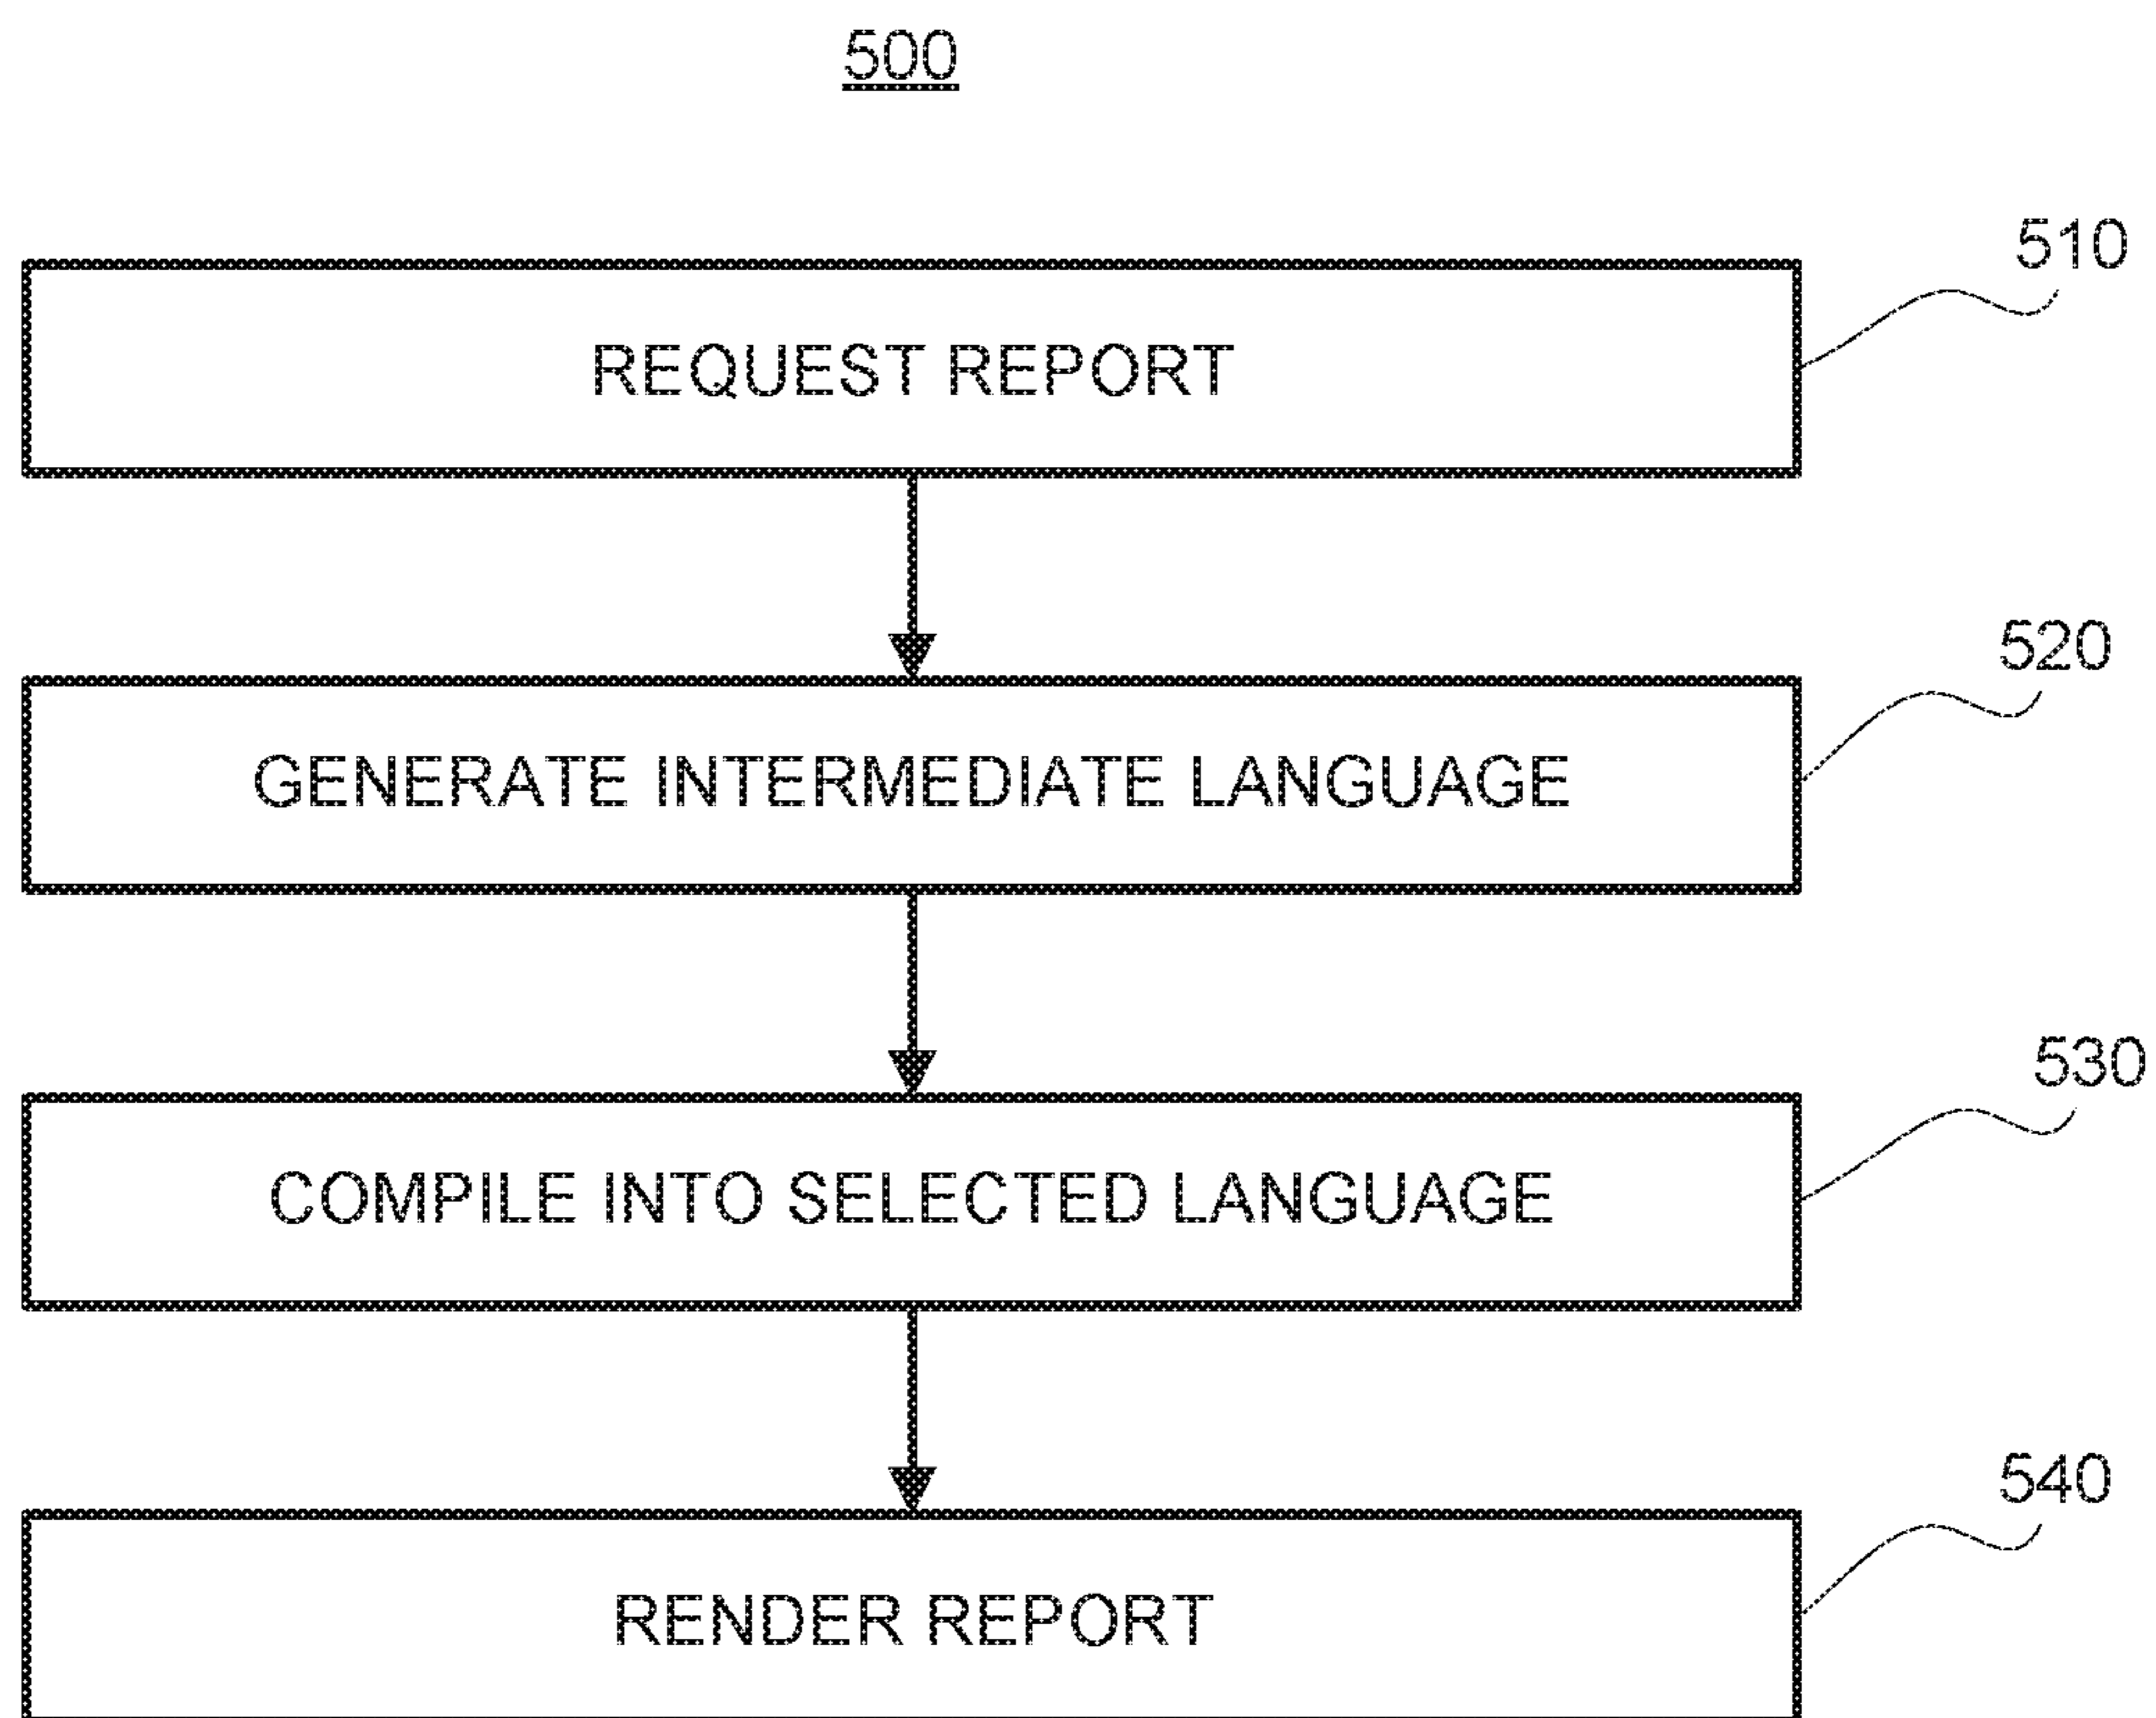 500
510
REQUEST REPORT
520
GENERATE INTERMEDIATE LANGUAGE
530
COMPILE INTO SELECTED LANGUAGE
540
RENDER REPORT